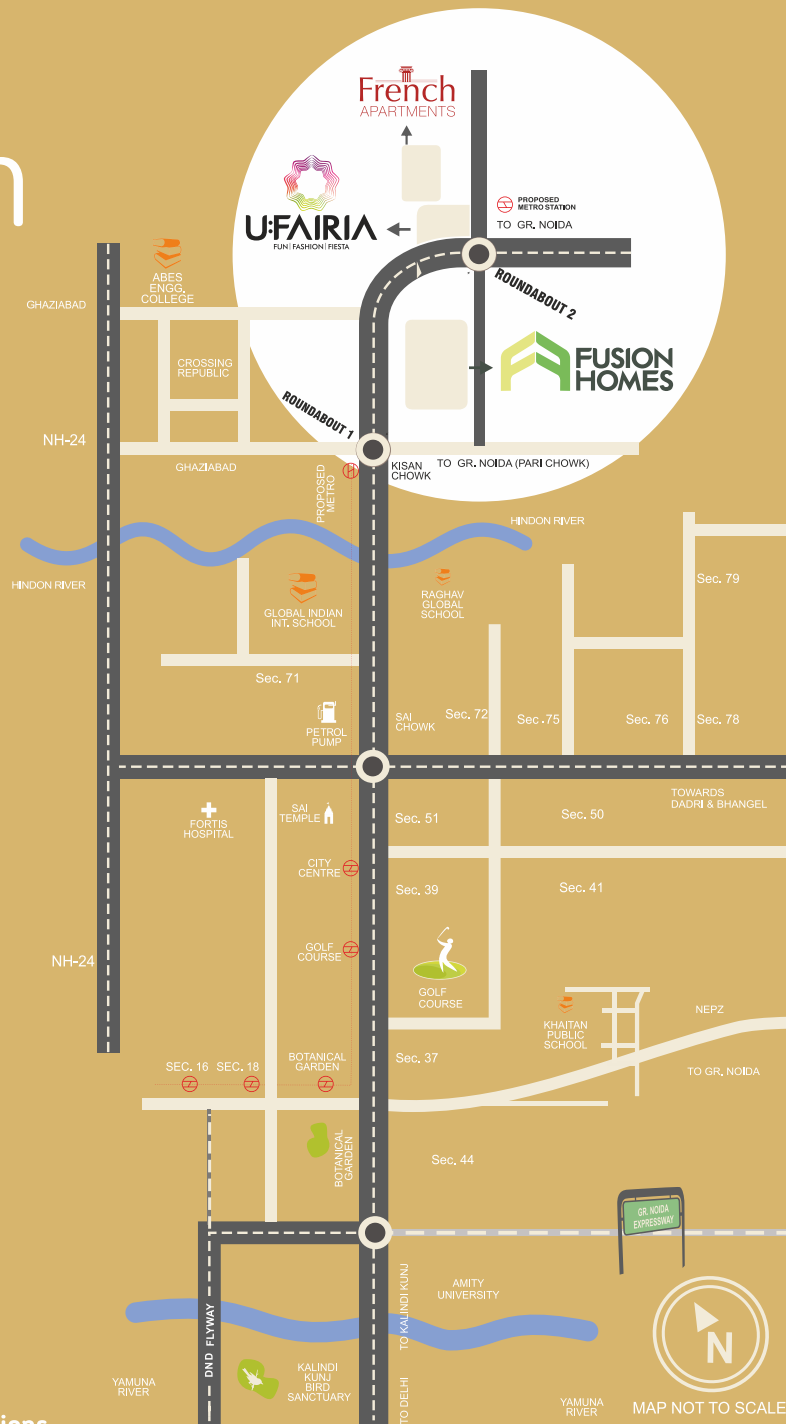 French
APARTMENTS
n
U:FAIRIA
FUN | FASHION | FIESTA
PROPOSED
METRO STATION
TO GR. NOIDA
ROUNDABOUT 2
ABES
ENGG.
COLLEGE
GHAZIABAD
CROSSING
REPUBLIC
FUSION
HOMES
ROUNDABOUT 1
NH-24
GHAZIABAD
PROPOSED
METRO
KISAN
CHOWK
TO GR. NOIDA (PARI CHOWK)
HINDON RIVER
HINDON RIVER
GLOBAL INDIAN
INT. SCHOOL
RAGHAV
GLOBAL
SCHOOL
Sec. 79
Sec. 71
PETROL
PUMP
SAI
CHOWK
Sec. 72
Sec.75
Sec. 76
Sec. 78
TOWARDS
DADRI & BHANGEL
FORTIS
HOSPITAL
SAI
TEMPLE
Sec. 51
Sec. 50
CITY
CENTRE
Sec. 39
Sec. 41
NH-24
GOLF
COURSE
GOLF
COURSE
KHAITAN
PUBLIC
SCHOOL
NEPZ
SEC. 16
SEC. 18
BOTANICAL
GARDEN
Sec. 37
TO GR. NOIDA
BOTANICAL
GARDEN
Sec. 44
GR. NOIDA
EXPRESSWAY
DND FLYWAY
TO KALINDI KUNJ
AMITY
UNIVERSITY
N
YAMUNA
RIVER
KALINDI
KUNJ
BIRD
SANCTUARY
TO DELHI
YAMUNA
RIVER
MAP NOT TO SCALE